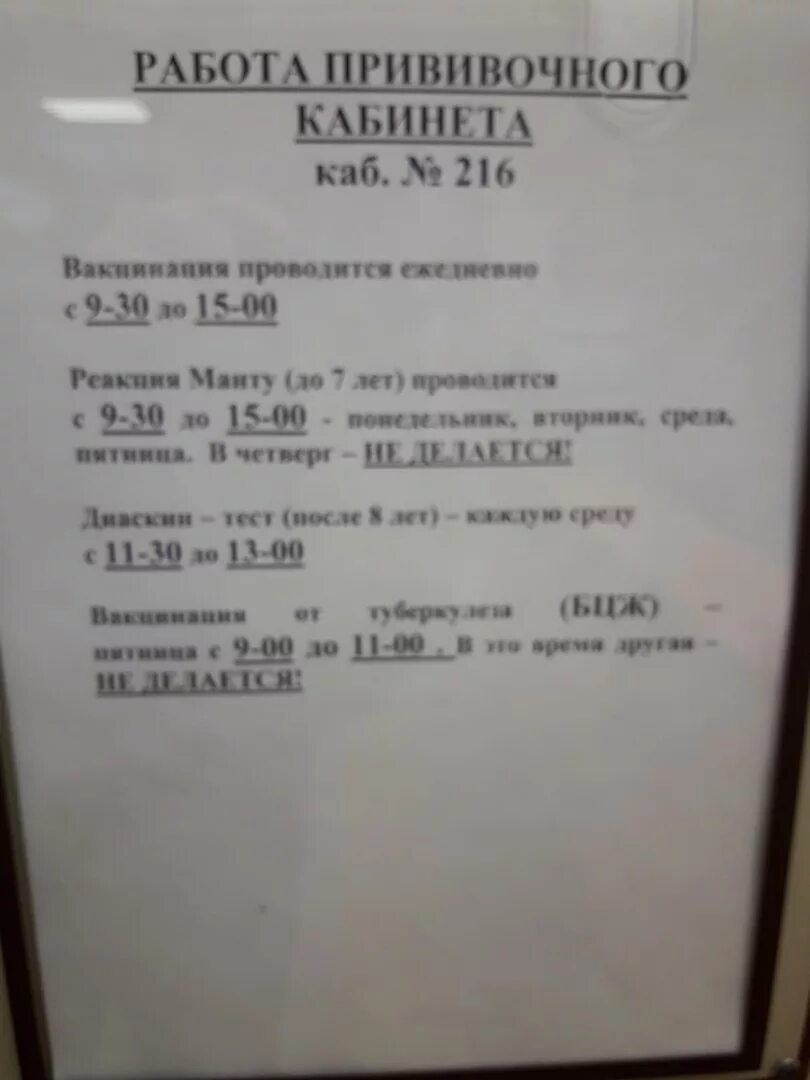 РАБОТА ПРИВИВОЧНОГО
КАБИНЕТА
каб. № 216
Вакцинация проводится ежедневно
с 9-30 до 15-00
Реакция Манту (до 7 лет) проводится
с 9-30 до 15-00 - понедельник, вторник, среда,
пятница. В четверг – НЕ ДЕЛАЕТСЯ!
Диаскин – тест (после 8 лет) – каждую среду
с 11-30 до 13-00
Вакцинация от туберкулеза (БЦЖ) –
пятница с 9-00 до 11-00 . В это время другая –
НЕ ДЕЛАЕТСЯ!